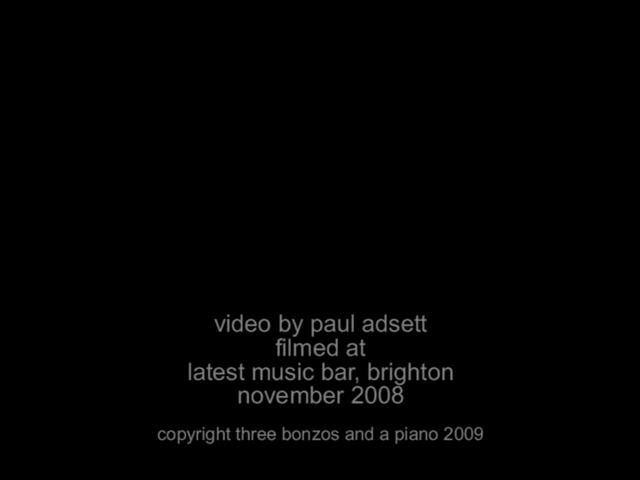 video by paul adsett
filmed at
latest music bar, brighton
november 2008
copyright three bonzos and a piano 2009